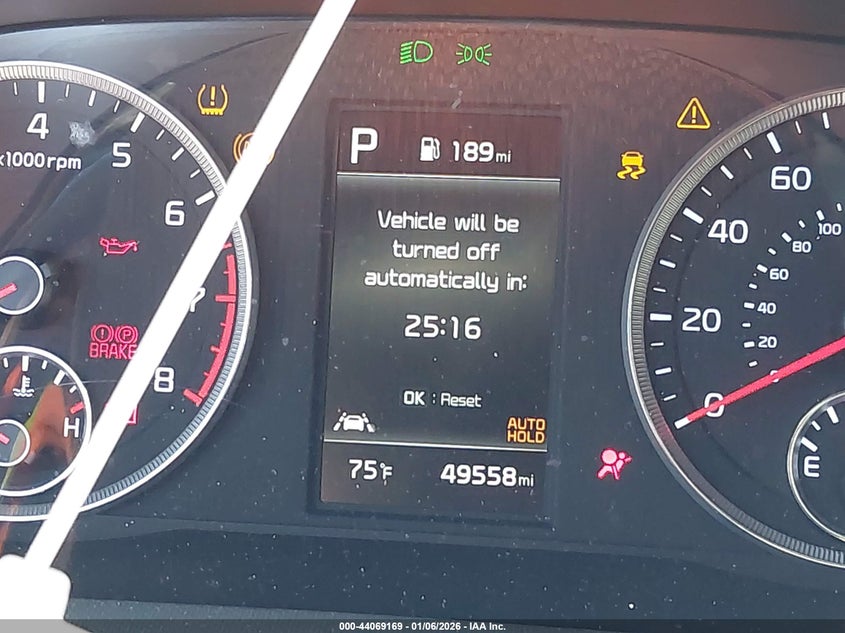 4
5
x1000rpm
6
7
8
BRAKE
H
P
189mi
Vehicle will be
turned off
automatically in:
25:16
OK : Reset
AUTO
HOLD
75°F
49558mi
60
40
20
0
100
80
60
40
20
E
000-44069169 - 01/06/2026 - IAA Inc.